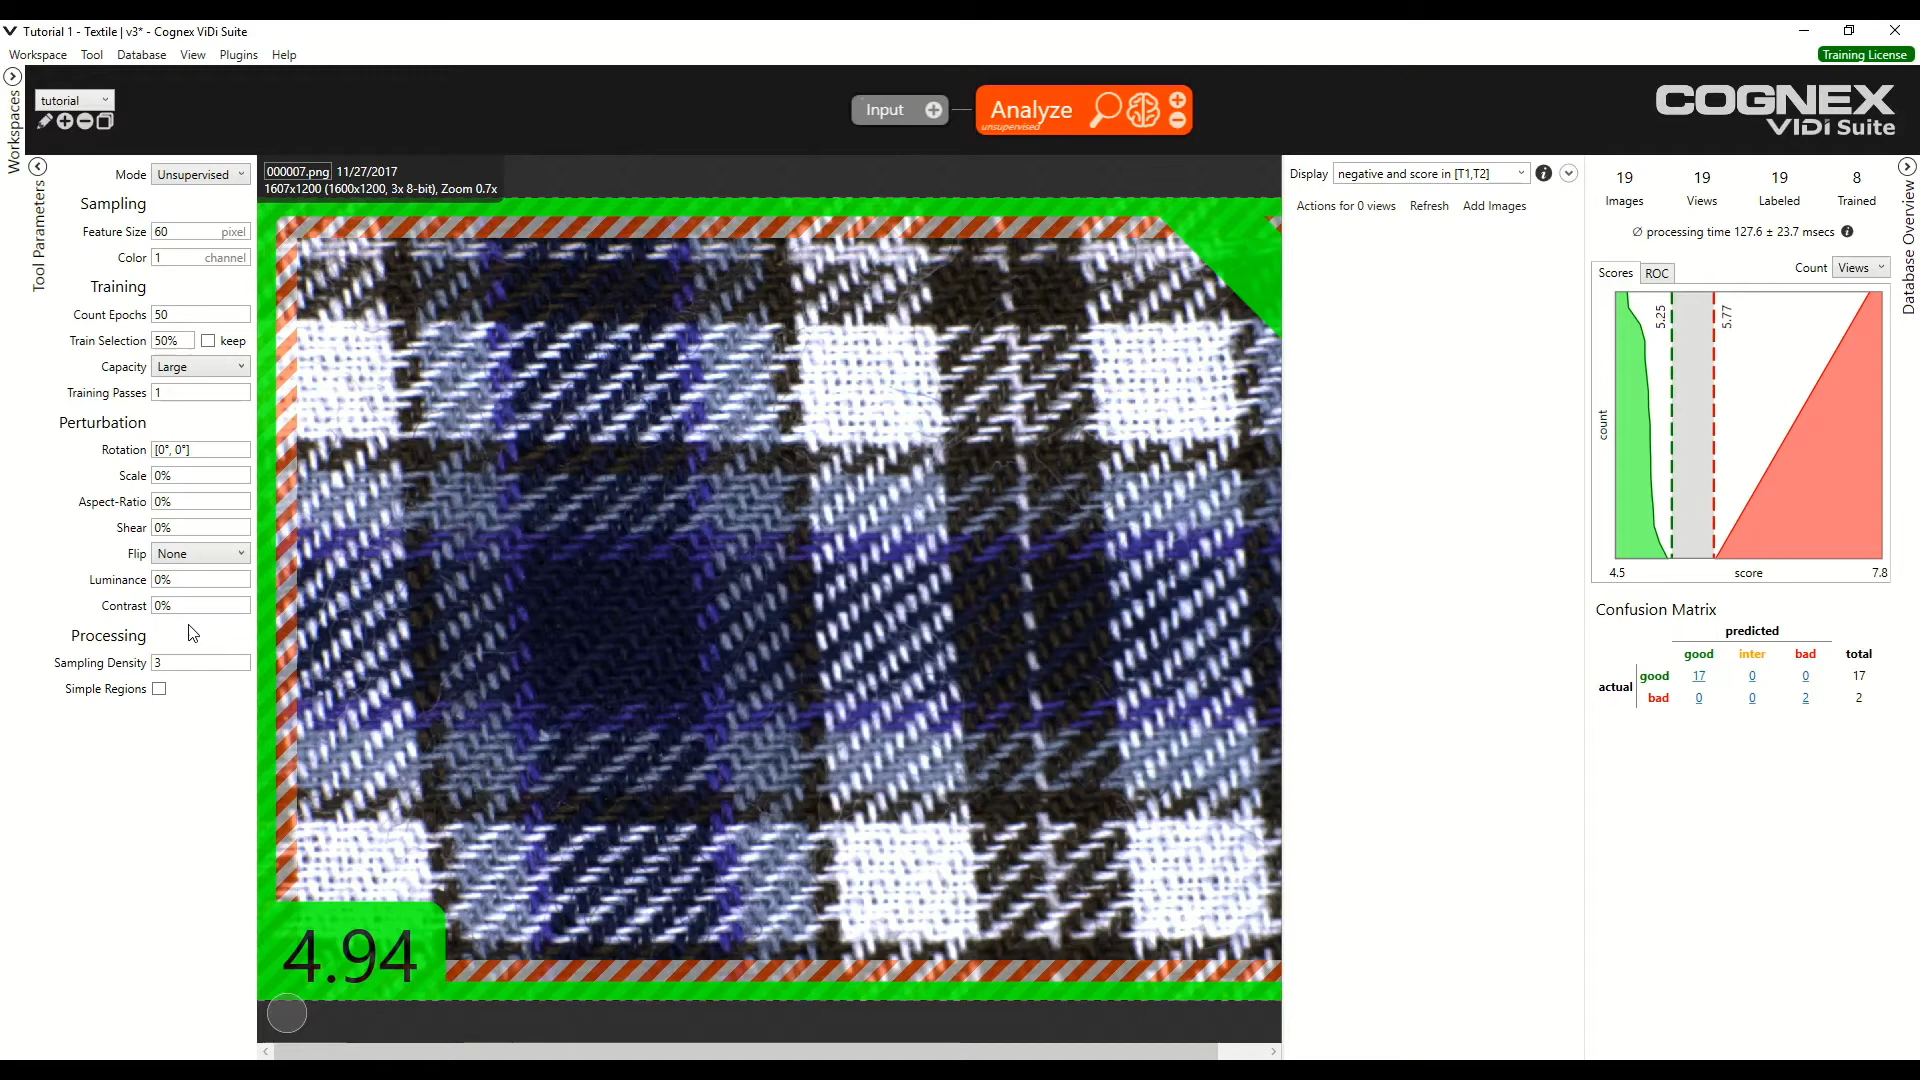 Tutorial 1 - Textile | v3* - Cognex ViDi Suite
Workspace Tool Database View Plugins Help
Training License
Workspaces
tutorial
Input
Analyze
unsupervised
COGNEX
ViDi Suite
Tool Parameters
Mode Unsupervised
Sampling
Feature Size 60 pixel
Color 1 channel
Training
Count Epochs 50
Train Selection 50% keep
Capacity Large
Training Passes 1
Perturbation
Rotation [0°, 0°]
Scale 0%
Aspect-Ratio 0%
Shear 0%
Flip None
Luminance 0%
Contrast 0%
Processing
Sampling Density 3
Simple Regions
000007.png 11/27/2017
1607x1200 (1600x1200, 3x 8-bit), Zoom 0.7x
4.94
Display negative and score in [T1,T2]
Actions for 0 views Refresh Add Images
19 19 19 8
Images Views Labeled Trained
∅ processing time 127.6 ± 23.7 msecs
Database Overview
Scores ROC Count Views
5.25 5.77
count
4.5 score 7.8
Confusion Matrix
predicted
good inter bad total
actual
good 17 0 0 17
bad 0 0 2 2